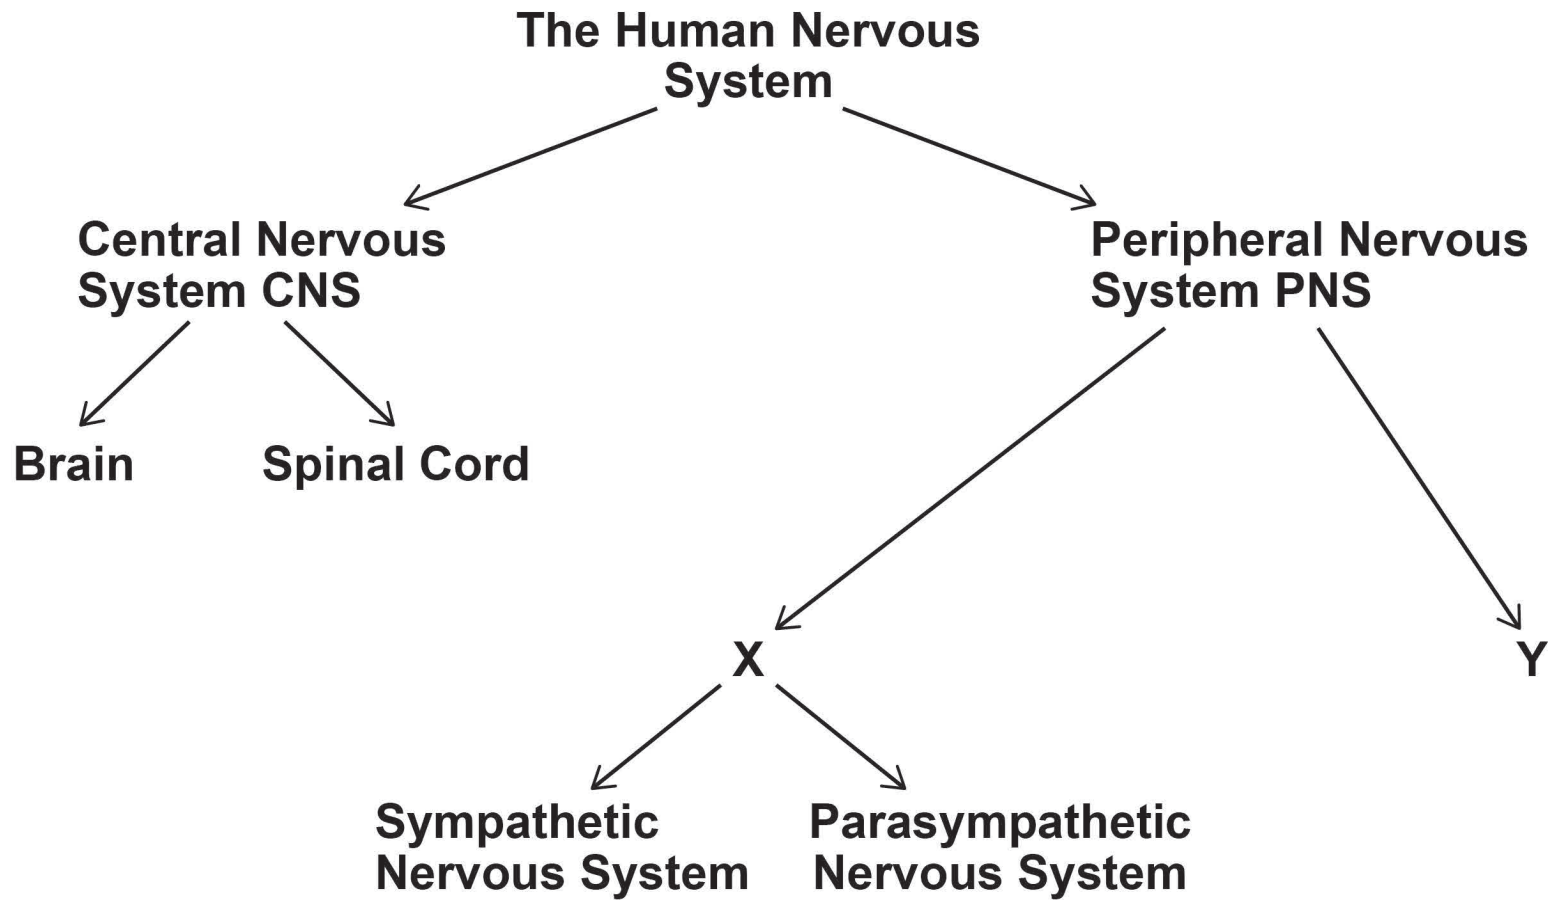 The Human Nervous
System
Central Nervous
System CNS
Peripheral Nervous
System PNS
Brain
Spinal Cord
X
Y
Sympathetic
Nervous System
Parasympathetic
Nervous System